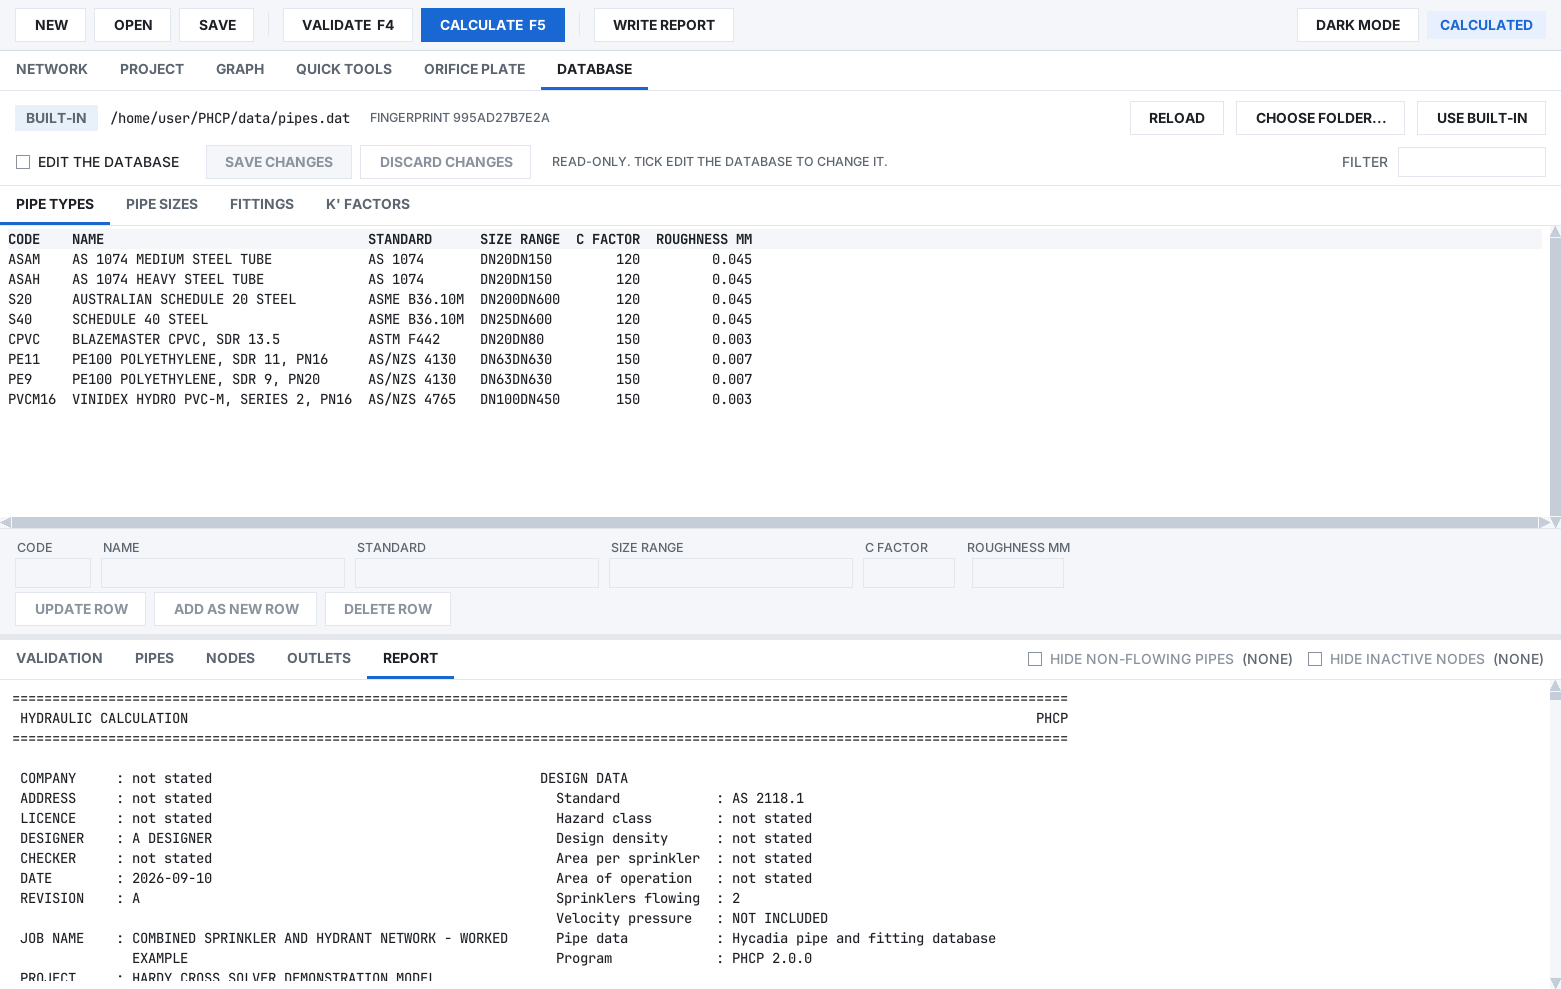 NEW OPEN SAVE VALIDATE F4 CALCULATE F5 WRITE REPORT DARK MODE CALCULATED
NETWORK PROJECT GRAPH QUICK TOOLS ORIFICE PLATE DATABASE
BUILT-IN /home/user/PHCP/data/pipes.dat FINGERPRINT 995AD27B7E2A RELOAD CHOOSE FOLDER... USE BUILT-IN
EDIT THE DATABASE SAVE CHANGES DISCARD CHANGES READ-ONLY. TICK EDIT THE DATABASE TO CHANGE IT. FILTER
PIPE TYPES PIPE SIZES FITTINGS K' FACTORS
CODE NAME STANDARD SIZE RANGE C FACTOR ROUGHNESS MM
ASAM AS 1074 MEDIUM STEEL TUBE AS 1074 DN20DN150 120 0.045
ASAH AS 1074 HEAVY STEEL TUBE AS 1074 DN20DN150 120 0.045
S20 AUSTRALIAN SCHEDULE 20 STEEL ASME B36.10M DN200DN600 120 0.045
S40 SCHEDULE 40 STEEL ASME B36.10M DN25DN600 120 0.045
CPVC BLAZEMASTER CPVC, SDR 13.5 ASTM F442 DN20DN80 150 0.003
PE11 PE100 POLYETHYLENE, SDR 11, PN16 AS/NZS 4130 DN63DN630 150 0.007
PE9 PE100 POLYETHYLENE, SDR 9, PN20 AS/NZS 4130 DN63DN630 150 0.007
PVCM16 VINIDEX HYDRO PVC-M, SERIES 2, PN16 AS/NZS 4765 DN100DN450 150 0.003
CODE NAME STANDARD SIZE RANGE C FACTOR ROUGHNESS MM
UPDATE ROW ADD AS NEW ROW DELETE ROW
VALIDATION PIPES NODES OUTLETS REPORT HIDE NON-FLOWING PIPES (NONE) HIDE INACTIVE NODES (NONE)
====================================================================================================================================
HYDRAULIC CALCULATION PHCP
====================================================================================================================================
COMPANY : not stated DESIGN DATA
ADDRESS : not stated Standard : AS 2118.1
LICENCE : not stated Hazard class : not stated
DESIGNER : A DESIGNER Design density : not stated
CHECKER : not stated Area per sprinkler : not stated
DATE : 2026-09-10 Area of operation : not stated
REVISION : A Sprinklers flowing : 2
Velocity pressure : NOT INCLUDED
JOB NAME : COMBINED SPRINKLER AND HYDRANT NETWORK - WORKED Pipe data : Hycadia pipe and fitting database
EXAMPLE Program : PHCP 2.0.0
PROJECT : HARDY CROSS SOLVER DEMONSTRATION MODEL